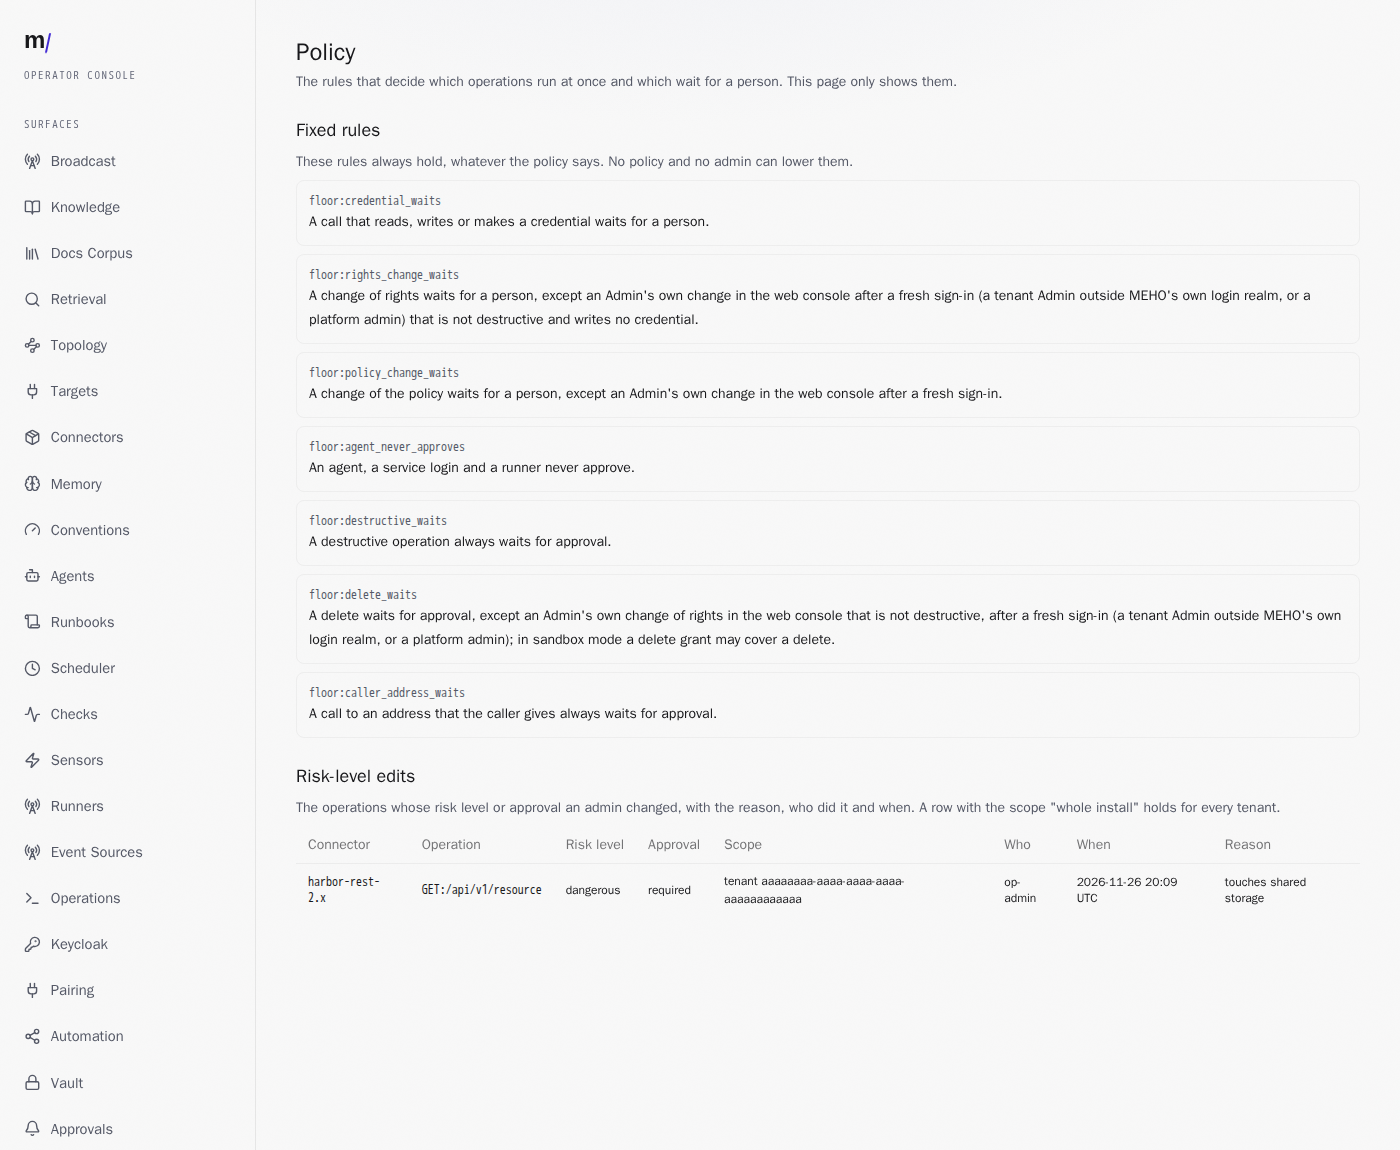 m/
OPERATOR CONSOLE
SURFACES
Broadcast
Knowledge
Docs Corpus
Retrieval
Topology
Targets
Connectors
Memory
Conventions
Agents
Runbooks
Scheduler
Checks
Sensors
Runners
Event Sources
Operations
Keycloak
Pairing
Automation
Vault
Approvals
Policy
The rules that decide which operations run at once and which wait for a person. This page only shows them.
Fixed rules
These rules always hold, whatever the policy says. No policy and no admin can lower them.
floor:credential_waits
A call that reads, writes or makes a credential waits for a person.
floor:rights_change_waits
A change of rights waits for a person, except an Admin's own change in the web console after a fresh sign-in (a tenant Admin outside MEHO's own login realm, or a
platform admin) that is not destructive and writes no credential.
floor:policy_change_waits
A change of the policy waits for a person, except an Admin's own change in the web console after a fresh sign-in.
floor:agent_never_approves
An agent, a service login and a runner never approve.
floor:destructive_waits
A destructive operation always waits for approval.
floor:delete_waits
A delete waits for approval, except an Admin's own change of rights in the web console that is not destructive, after a fresh sign-in (a tenant Admin outside MEHO's own
login realm, or a platform admin); in sandbox mode a delete grant may cover a delete.
floor:caller_address_waits
A call to an address that the caller gives always waits for approval.
Risk-level edits
The operations whose risk level or approval an admin changed, with the reason, who did it and when. A row with the scope "whole install" holds for every tenant.
Connector Operation Risk level Approval Scope Who When Reason
harbor-rest-
2.x
GET:/api/v1/resource
dangerous
required
tenant aaaaaaaa-aaaa-aaaa-aaaa-
aaaaaaaaaaaa
op-
admin
2026-11-26 20:09
UTC
touches shared
storage